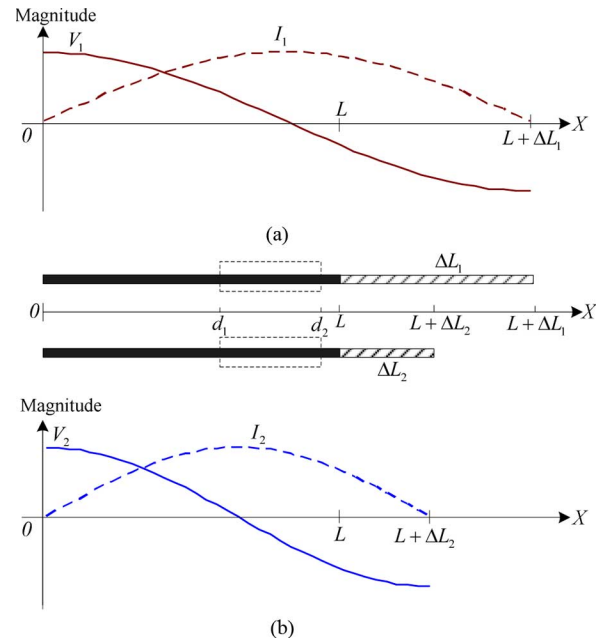 Magnitude
V1
I1
L
0
X
L + ΔL1
(a)
ΔL1
0
d1
d2
L
L + ΔL2
L + ΔL1
X
ΔL2
Magnitude
V2
I2
0
L
L + ΔL2
X
(b)